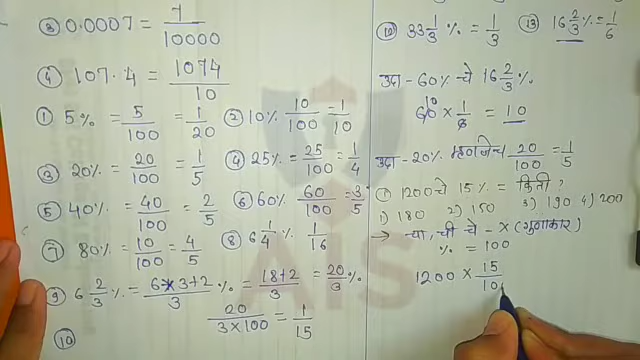 ③ 0.0007 = 7/10000
④ 107.4 = 1074/10
① 5% = 5/100 = 1/20
② 10% 10/100 = 1/10
③ 20% = 20/100 = 1/5
④ 25% = 25/100 = 1/4
⑤ 40% = 40/100 = 2/5
⑥ 60% 60/100 = 3/5
⑦ 80% = 10/100 = 4/5
⑧ 6 1/4 % 1/16
⑨ 6 2/3 % = 6*3+2/3 % = 18+2/3 = 20/3 %
20/3×100 = 1/15
⑩
⑫ 33 1/3 % = 1/3
⑬ 16 2/3 % = 1/6
उदा - 60% चे 16 2/3 %
60 10 × 1/6 = 10
उदा - 20% म्हणजेच 20/100 = 1/5
① 1200 चे 15% = किती?
1) 180 2) 150 3) 190 4) 200
→ च्या, ची चे - × (गुणाकार)
% = 100
1200 × 15/10
AIS